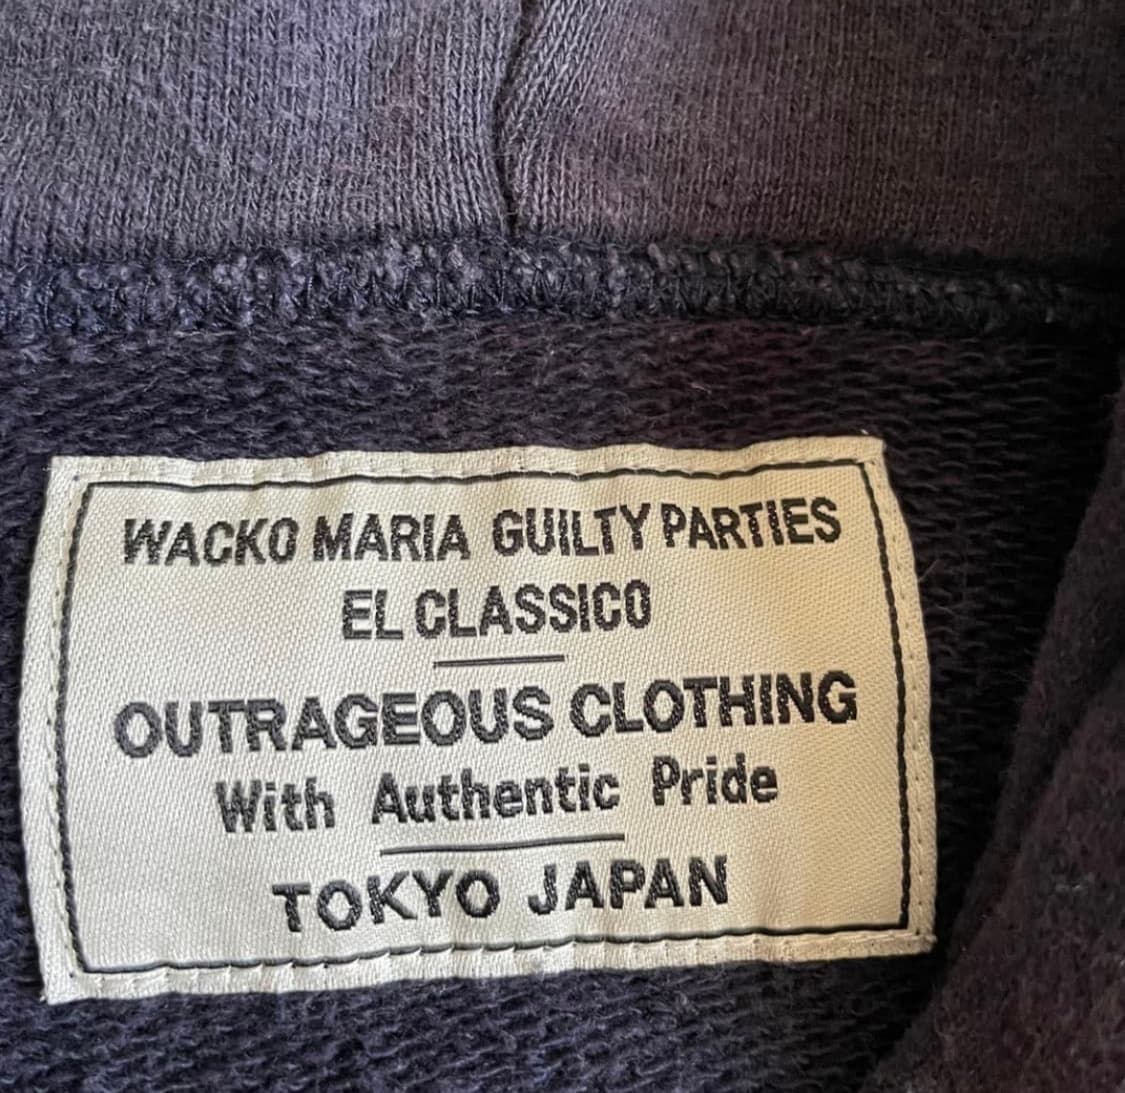 WACKO MARIA GUILTY PARTIES
EL CLASSICO
OUTRAGEOUS CLOTHING
With Authentic Pride
TOKYO JAPAN